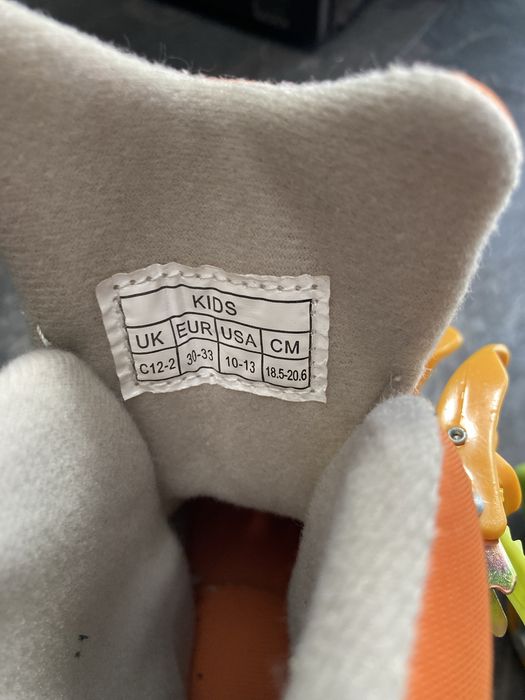 KIDS
UK EUR USA CM
C12-2 30-33 10-13 18.5-20.6